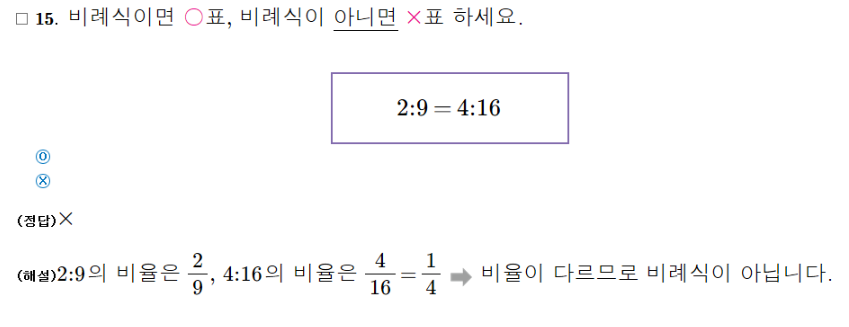 □ 15. 비례식이면 ○표, 비례식이 아니면 ×표 하세요.
2:9 = 4:16
Ⓞ
ⓧ
(정답)×
(해설)2:9의 비율은 2/9, 4:16의 비율은 4/16 = 1/4 ➡ 비율이 다르므로 비례식이 아닙니다.